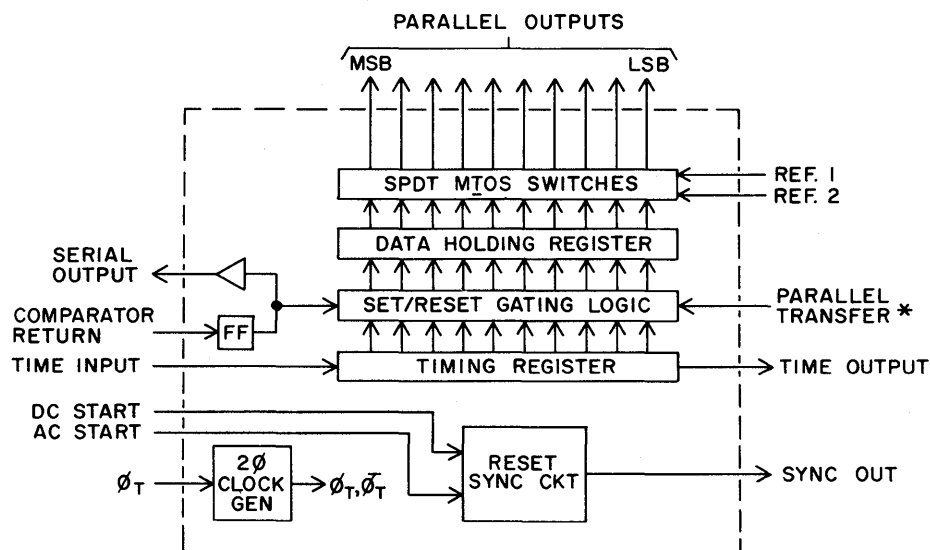 PARALLEL OUTPUTS
MSB
LSB
SPDT MTOS SWITCHES
REF. 1
REF. 2
DATA HOLDING REGISTER
SERIAL
OUTPUT
SET/RESET GATING LOGIC
PARALLEL
TRANSFER *
COMPARATOR
RETURN
FF
TIME INPUT
TIMING REGISTER
TIME OUTPUT
DC START
AC START
RESET
SYNC CKT
SYNC OUT
ØT
2Ø
CLOCK
GEN
ØT, Ø̄T